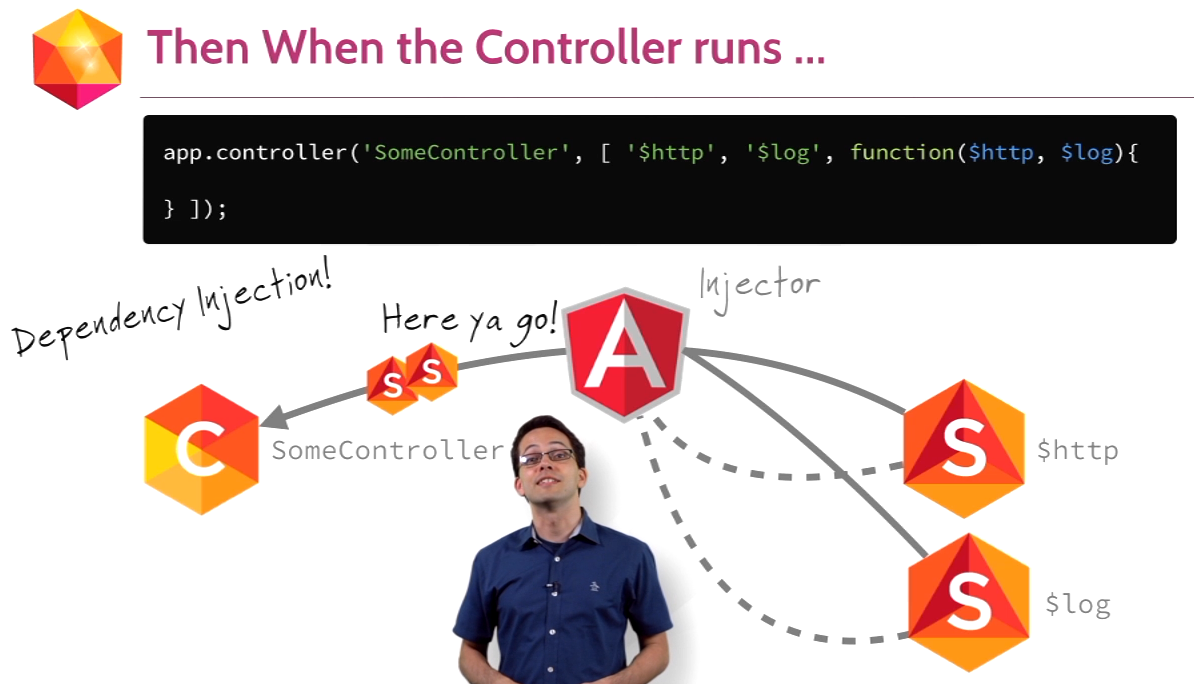 Then When the Controller runs ...
app.controller('SomeController', [ '$http', '$log', function($http, $log){
} ]);
Dependency Injection!
Here ya go!
Injector
A
S S
C
SomeController
S
$http
S
$log